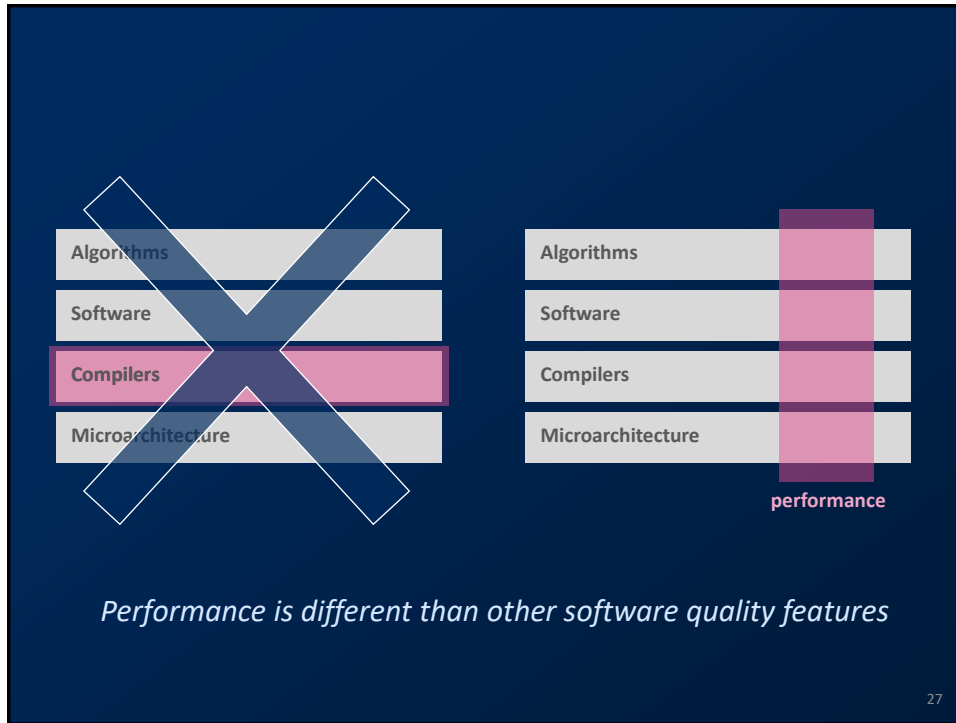 Algorithms
Software
Compilers
Microarchitecture
Algorithms
Software
Compilers
Microarchitecture
performance
Performance is different than other software quality features
27